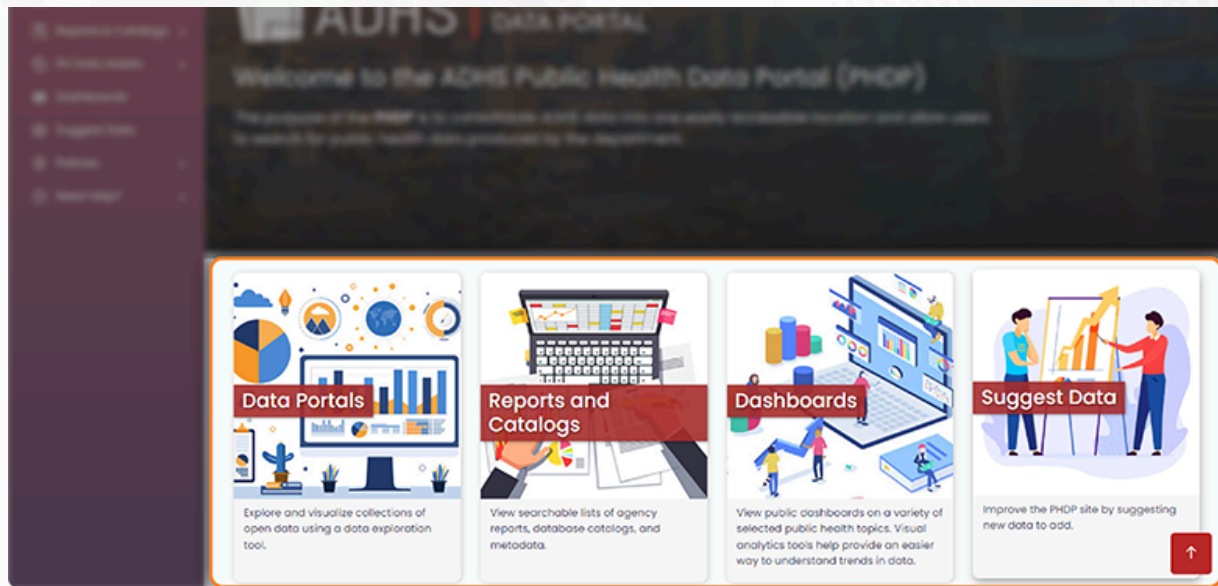 Reports & Catalogs
Dashboards
Suggest Data
Policies
Need Help?
ADHS
DATA PORTAL
Welcome to the ADHS Public Health Data Portal (PHDP)
The purpose of the PHDP is to consolidate ADHS data into one easily accessible location and allow users
to search for public health data produced by the department.
Data Portals
Explore and visualize collections of
open data using a data exploration
tool.
Reports and
Catalogs
View searchable lists of agency
reports, database catalogs, and
metadata.
Dashboards
View public dashboards on a variety of
selected public health topics. Visual
analytics tools help provide an easier
way to understand trends in data.
Suggest Data
Improve the PHDP site by suggesting
new data to add.